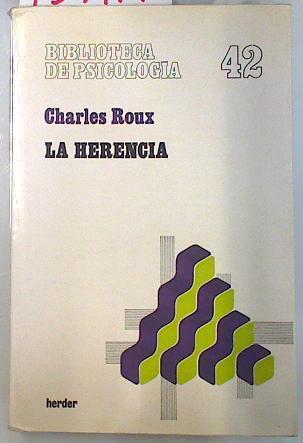 BIBLIOTECA
DE PSICOLOGIA
42
Charles Roux
LA HERENCIA
herder